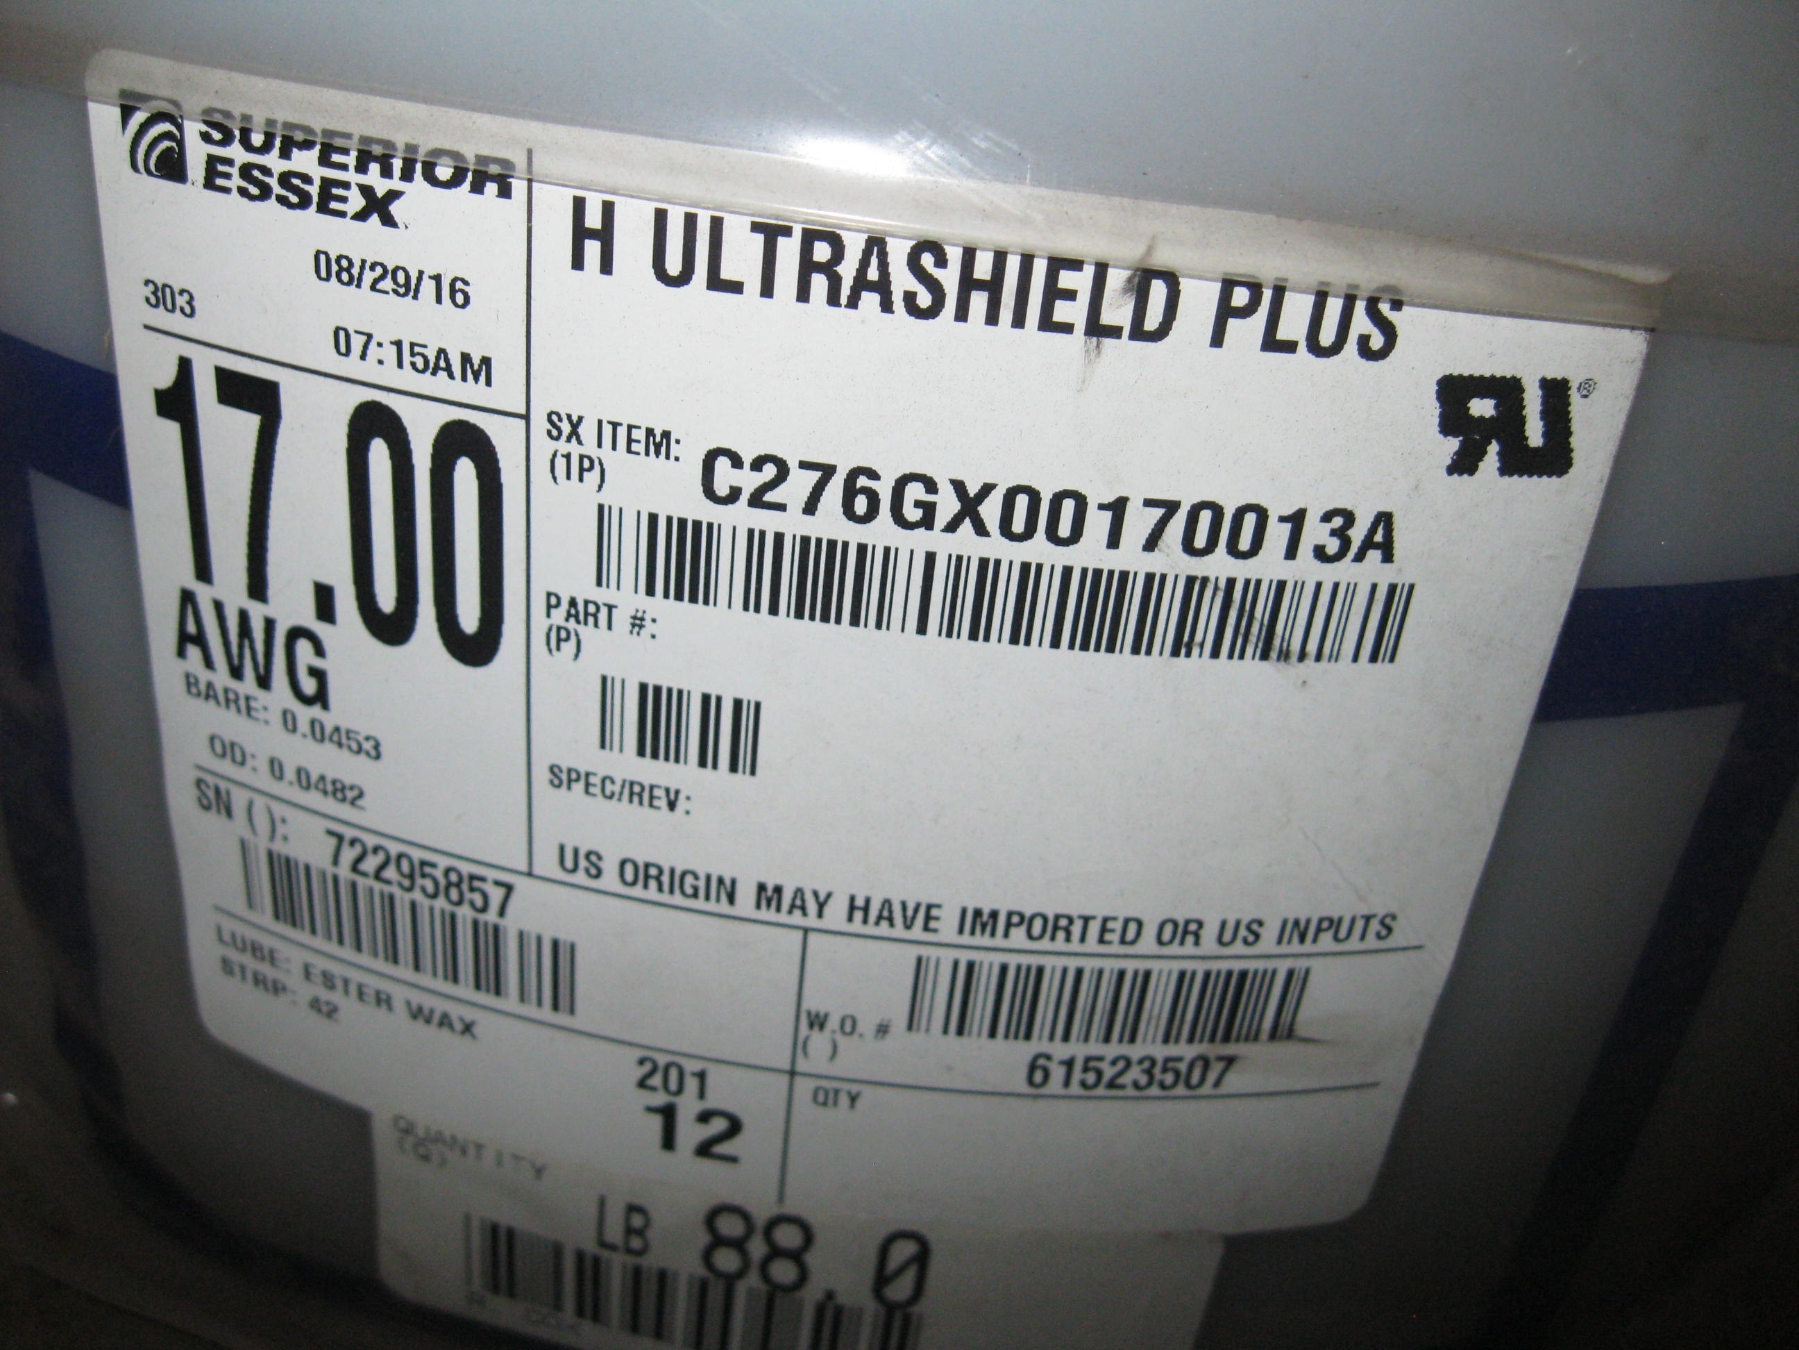 SUPERIOR
ESSEX
303
08/29/16
07:15AM
17.00
AWG
BARE: 0.0453
OD: 0.0482
H ULTRASHIELD PLUS
SX ITEM:
(1P)
C276GX00170013A
PART #:
(P)
SPEC/REV:
US ORIGIN MAY HAVE IMPORTED OR US INPUTS
SN ( ): 72295857
LUBE: ESTER WAX
STRP: 42
201
12
W.O. #
( )
61523507
QTY
QUANTITY
(Q)
LB 88.0